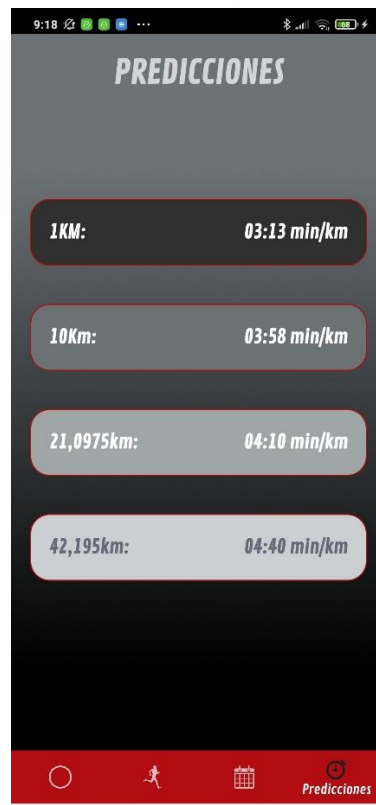 9:18 ... 68
PREDICCIONES
1KM: 03:13 min/km
10Km: 03:58 min/km
21,0975km: 04:10 min/km
42,195km: 04:40 min/km
Predicciones